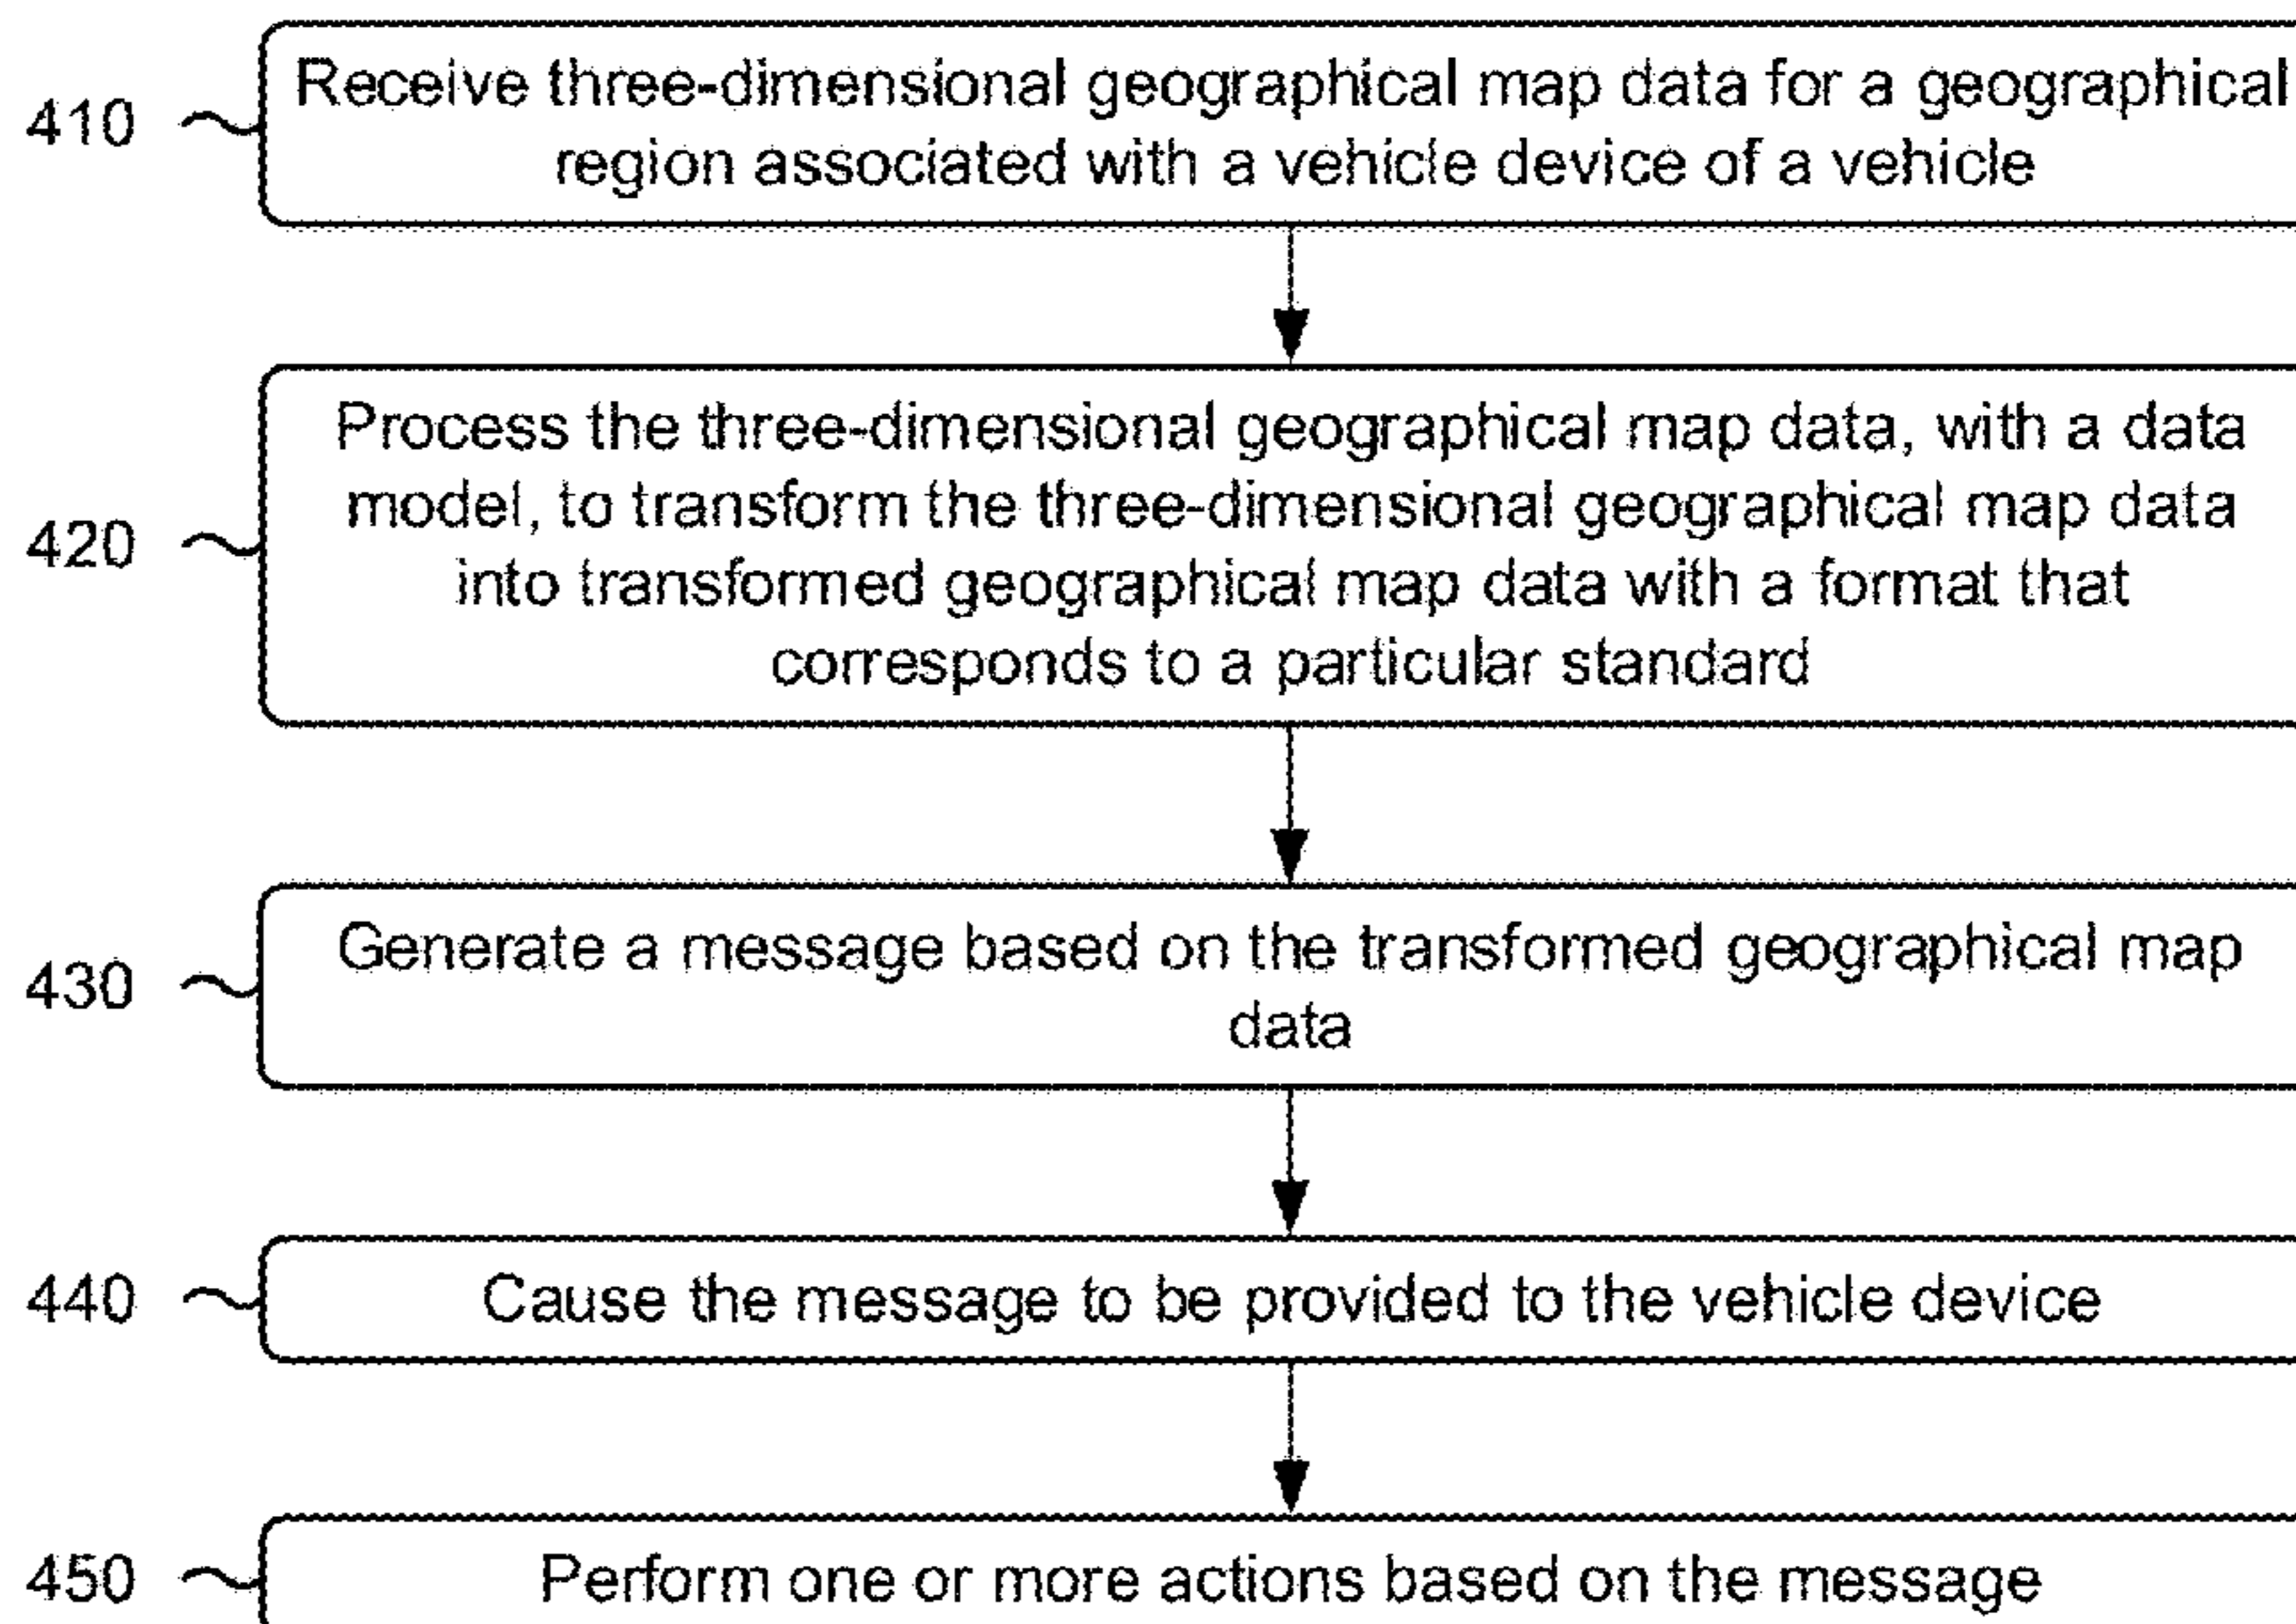 410
Receive three-dimensional geographical map data for a geographical
region associated with a vehicle device of a vehicle
420
Process the three-dimensional geographical map data, with a data
model, to transform the three-dimensional geographical map data
into transformed geographical map data with a format that
corresponds to a particular standard
430
Generate a message based on the transformed geographical map
data
440
Cause the message to be provided to the vehicle device
450
Perform one or more actions based on the message